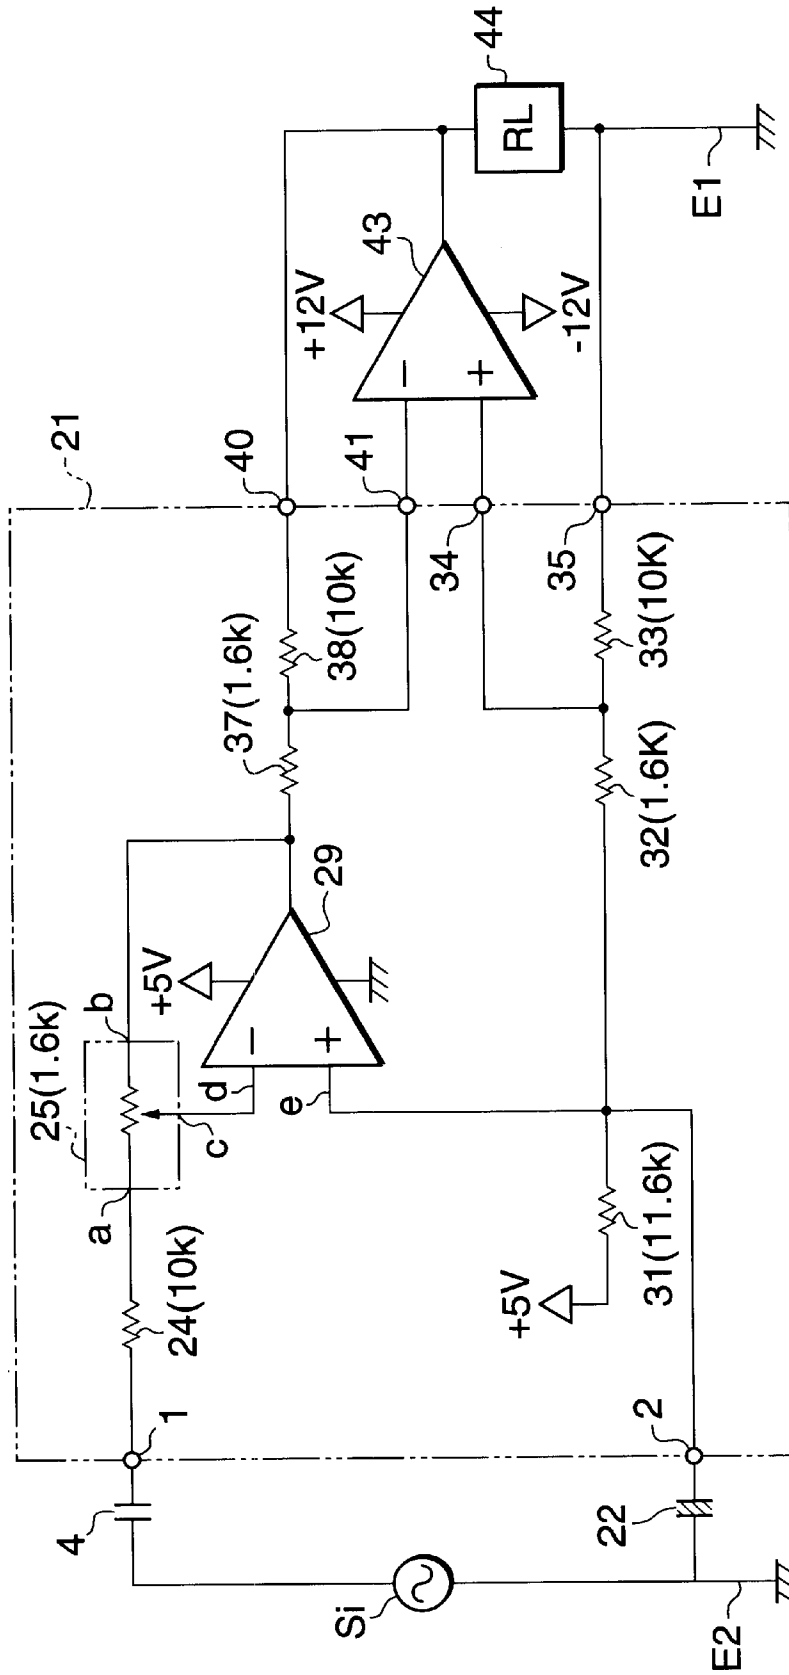 21
4
1
24(10k)
a
25(1.6k)
b
c
d
e
+5V
−
+
29
37(1.6k)
38(10k)
40
41
34
35
+12V
43
−
+
-12V
44
RL
E1
+5V
31(11.6k)
32(1.6K)
33(10K)
Si
22
2
E2